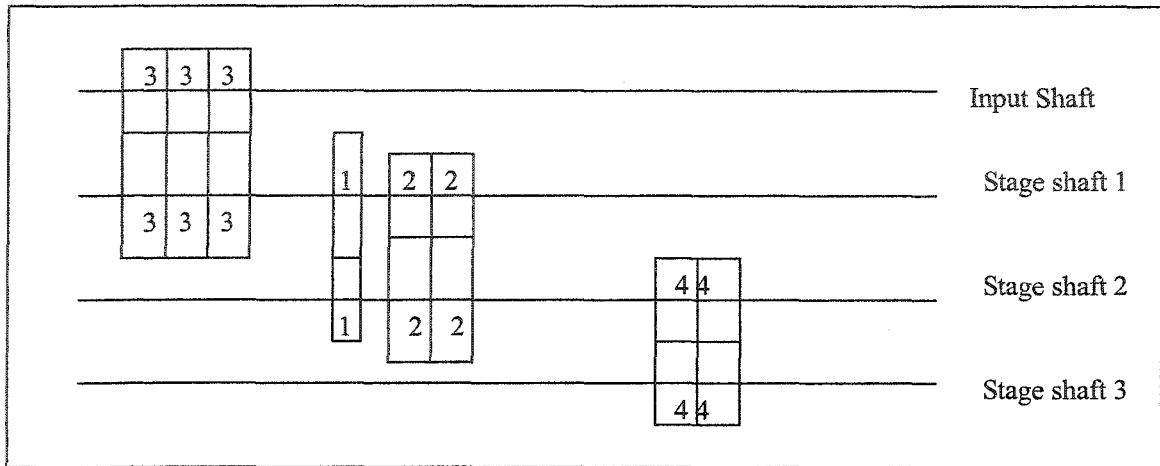 3 3 3
Input Shaft
1 2 2 Stage shaft 1
3 3 3
4 4 Stage shaft 2
1 2 2
Stage shaft 3
4 4